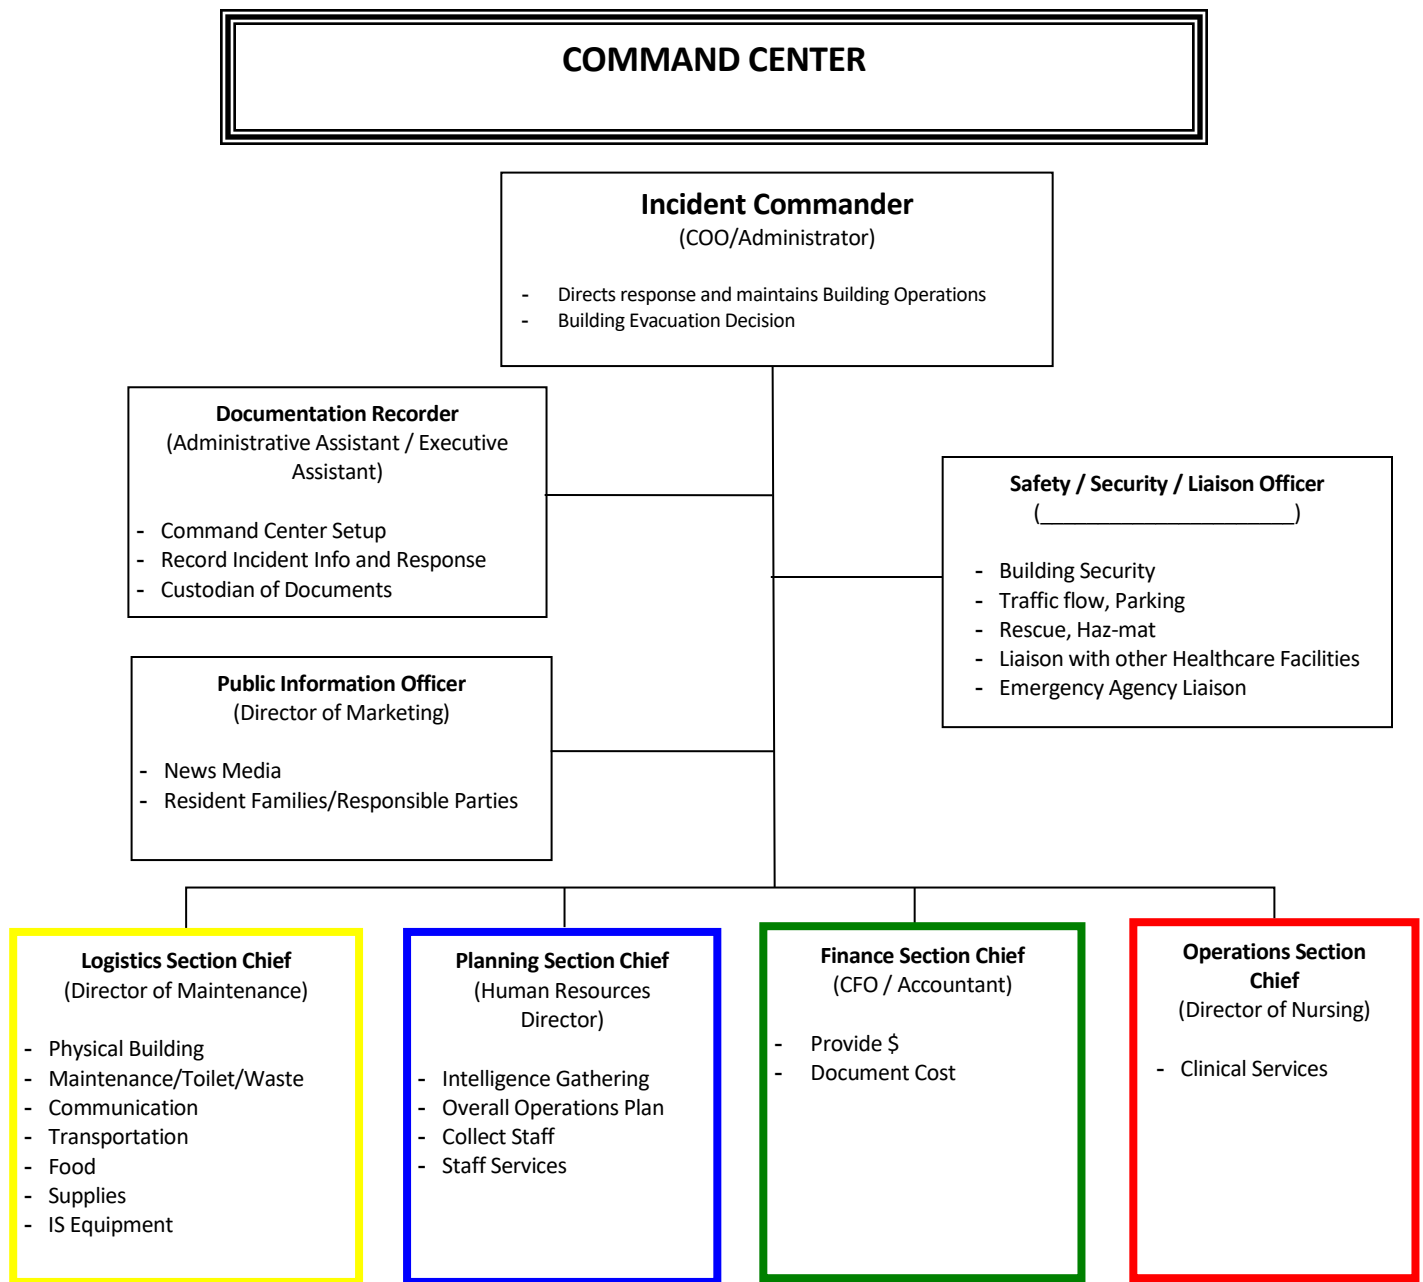 COMMAND CENTER
Incident Commander
(COO/Administrator)
- Directs response and maintains Building Operations
- Building Evacuation Decision
Documentation Recorder
(Administrative Assistant / Executive
Assistant)
- Command Center Setup
- Record Incident Info and Response
- Custodian of Documents
Safety / Security / Liaison Officer
(______________________)
- Building Security
- Traffic flow, Parking
- Rescue, Haz-mat
- Liaison with other Healthcare Facilities
- Emergency Agency Liaison
Public Information Officer
(Director of Marketing)
- News Media
- Resident Families/Responsible Parties
Logistics Section Chief
(Director of Maintenance)
- Physical Building
- Maintenance/Toilet/Waste
- Communication
- Transportation
- Food
- Supplies
- IS Equipment
Planning Section Chief
(Human Resources
Director)
- Intelligence Gathering
- Overall Operations Plan
- Collect Staff
- Staff Services
Finance Section Chief
(CFO / Accountant)
- Provide $
- Document Cost
Operations Section
Chief
(Director of Nursing)
- Clinical Services